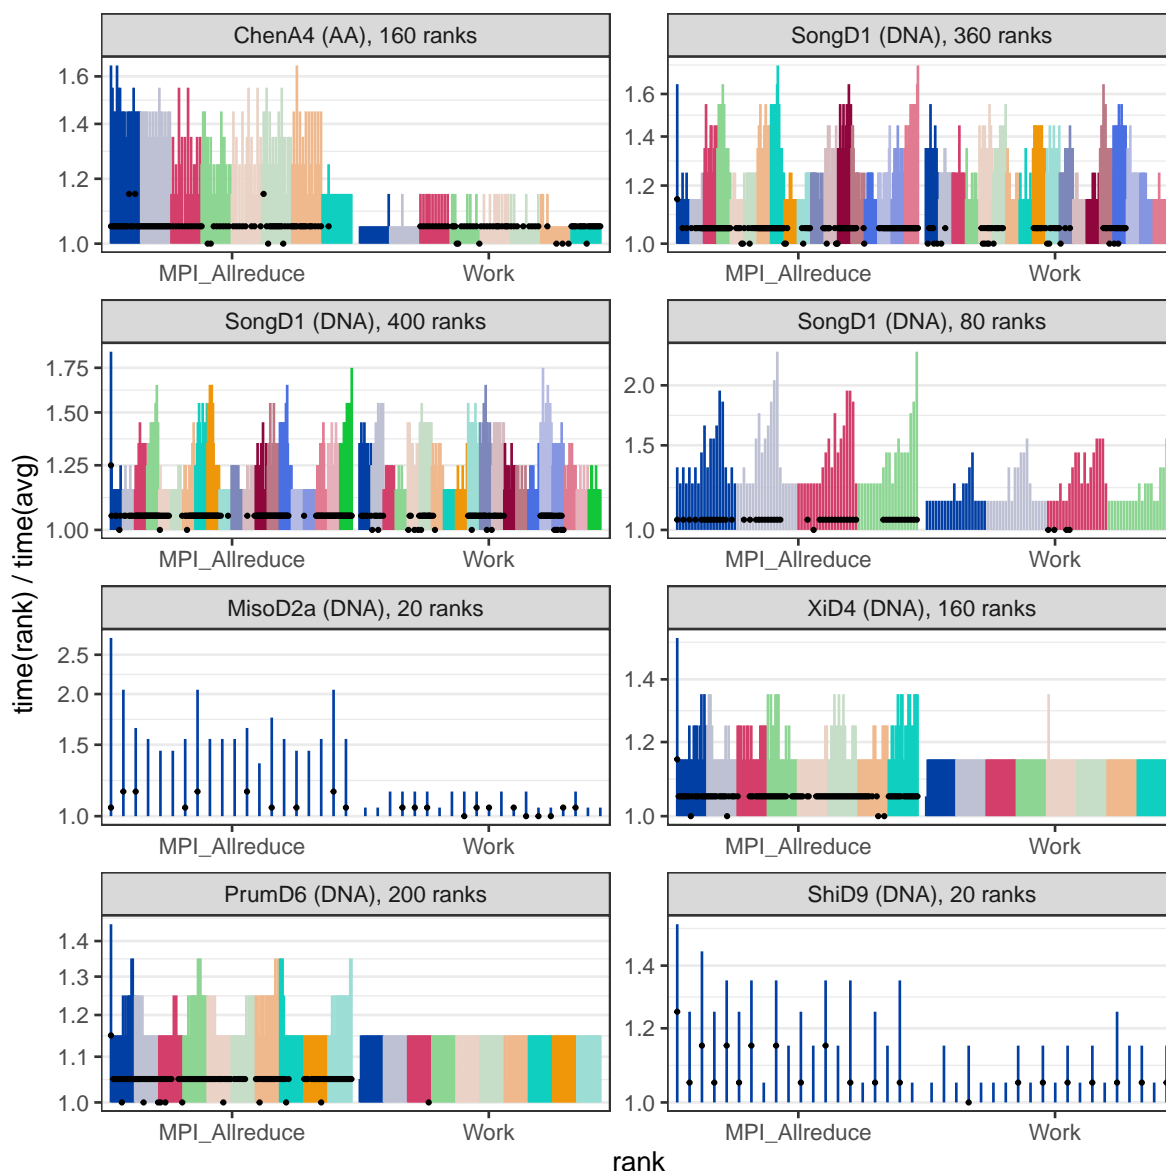 ChenA4 (AA), 160 ranks
1.6
1.4
1.2
1.0
MPI_Allreduce
Work
SongD1 (DNA), 360 ranks
1.6
1.4
1.2
1.0
MPI_Allreduce
Work
SongD1 (DNA), 400 ranks
1.75
1.50
1.25
1.00
MPI_Allreduce
Work
SongD1 (DNA), 80 ranks
2.0
1.5
1.0
MPI_Allreduce
Work
time(rank) / time(avg)
MisoD2a (DNA), 20 ranks
2.5
2.0
1.5
1.0
MPI_Allreduce
Work
XiD4 (DNA), 160 ranks
1.4
1.2
1.0
MPI_Allreduce
Work
PrumD6 (DNA), 200 ranks
1.4
1.3
1.2
1.1
1.0
MPI_Allreduce
Work
ShiD9 (DNA), 20 ranks
1.4
1.2
1.0
MPI_Allreduce
Work
rank